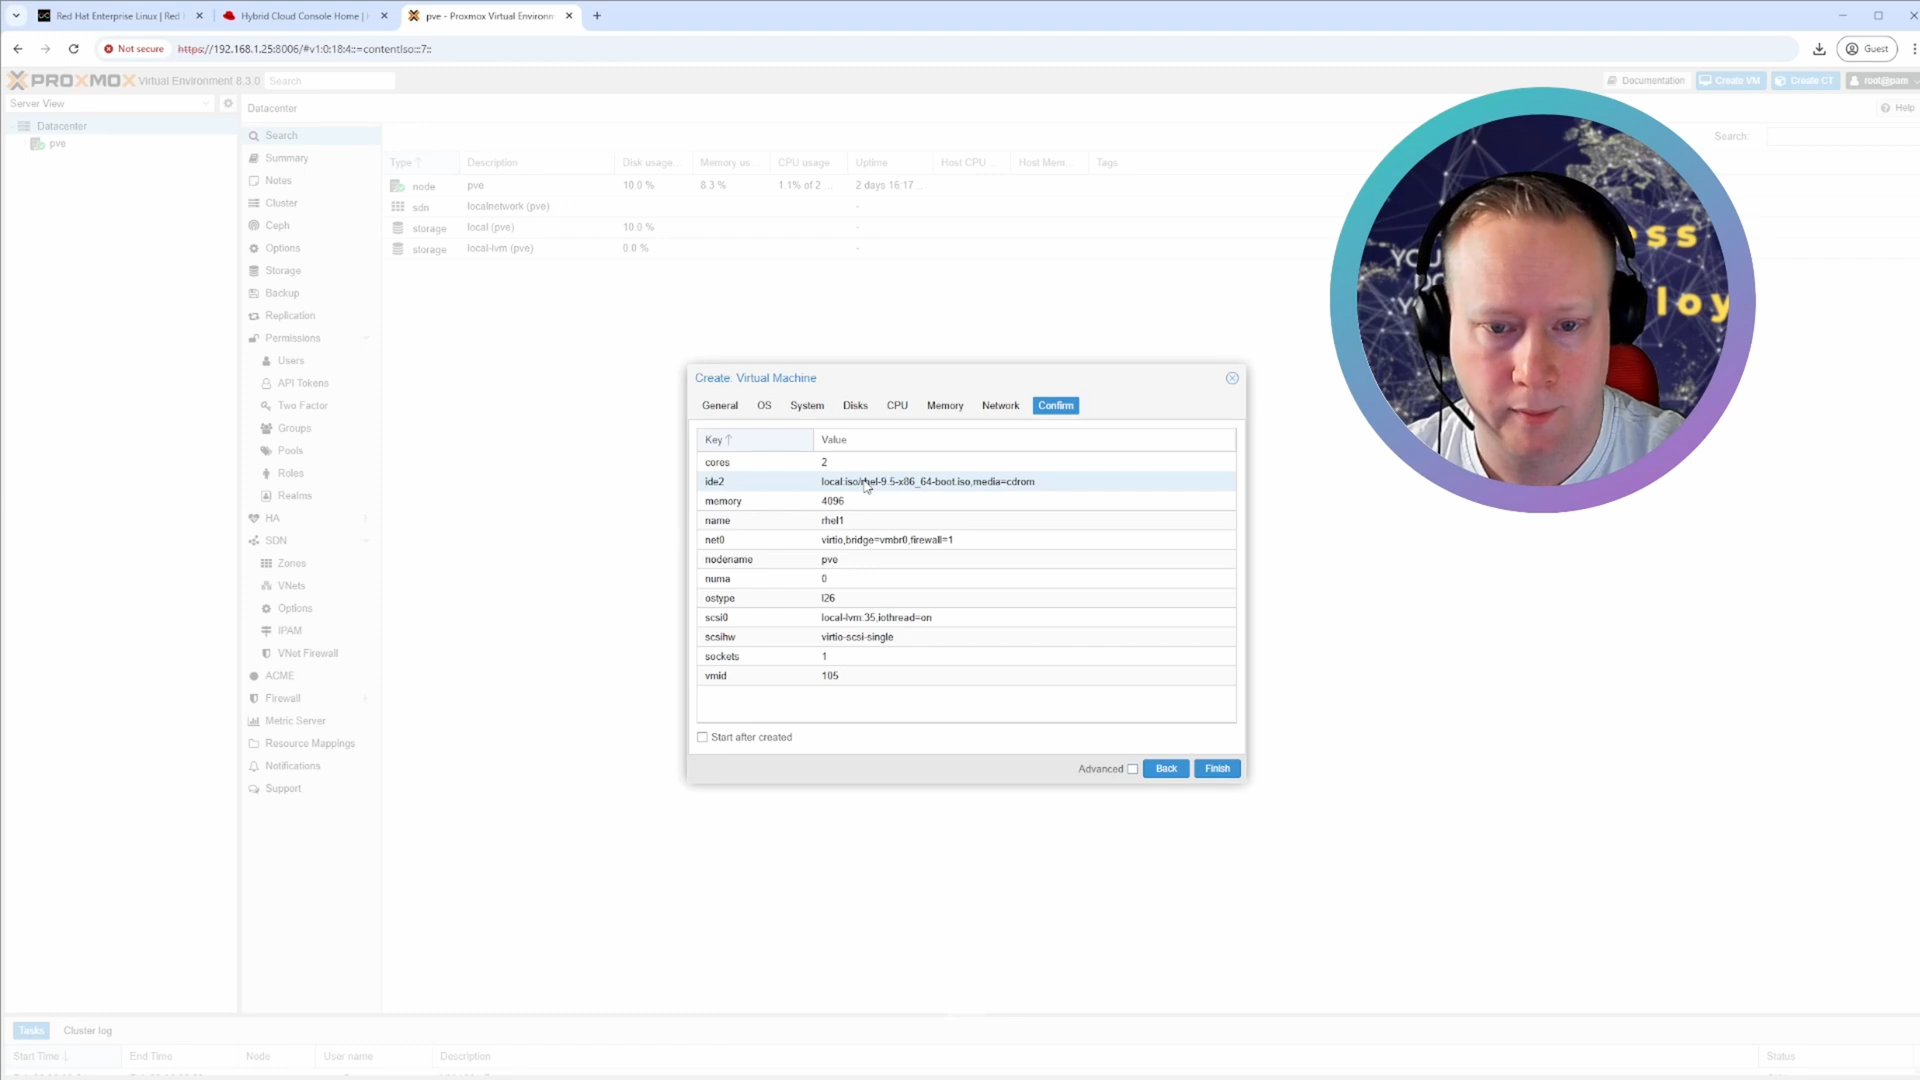 Red Hat Enterprise Linux | Red
Hybrid Cloud Console Home |
pve - Proxmox Virtual Environm
Not secure
https://192.168.1.25:8006/#v1:0:18:4::=contentIso:::7::
Guest
PROXMOX Virtual Environment 8.3.0 Search
Documentation Create VM Create CT root@pam
Server View
Datacenter
Help
Datacenter
pve
Search
Summary
Notes
Cluster
Ceph
Options
Storage
Backup
Replication
Permissions
Users
API Tokens
Two Factor
Groups
Pools
Roles
Realms
HA
SDN
Zones
VNets
Options
IPAM
VNet Firewall
ACME
Firewall
Metric Server
Resource Mappings
Notifications
Support
Search:
Type Description Disk usage... Memory us... CPU usage Uptime Host CPU ... Host Mem... Tags
node pve 10.0 % 8.3 % 1.1% of 2 ... 2 days 16:17 ...
sdn localnetwork (pve) -
storage local (pve) 10.0 % -
storage local-lvm (pve) 0.0 % -
ess
YOU
loy
Create: Virtual Machine
General OS System Disks CPU Memory Network Confirm
Key Value
cores 2
ide2 local:iso/rhel-9.5-x86_64-boot.iso,media=cdrom
memory 4096
name rhel1
net0 virtio,bridge=vmbr0,firewall=1
nodename pve
numa 0
ostype l26
scsi0 local-lvm:35,iothread=on
scsihw virtio-scsi-single
sockets 1
vmid 105
Start after created
Advanced Back Finish
Tasks Cluster log
Start Time End Time Node User name Description Status